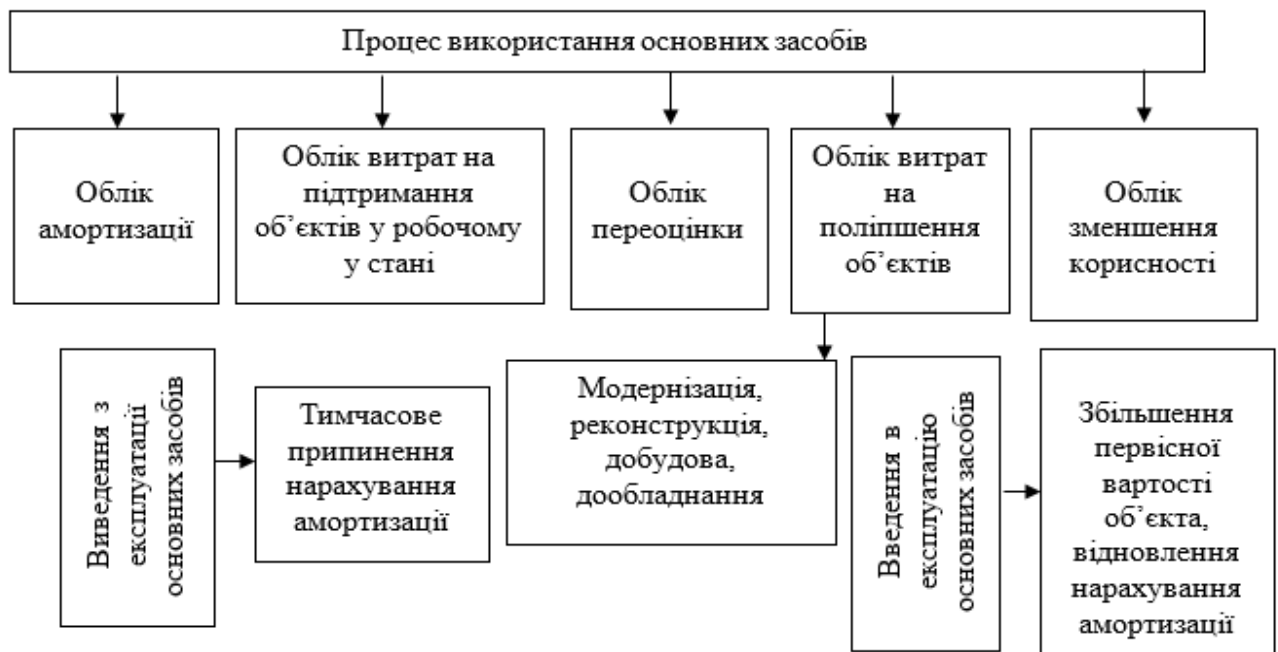 Процес використання основних засобів
Облік
амортизації
Облік витрат на
підтримання
об’єктів у робочому
у стані
Облік
переоцінки
Облік витрат
на
поліпшення
об’єктів
Облік
зменшення
корисності
Виведення з
експлуатації
основних засобів
Тимчасове
припинення
нарахування
амортизації
Модернізація,
реконструкція,
добудова,
дообладнання
Введення в
експлуатацію
основних засобів
Збільшення
первісної
вартості
об’єкта,
відновлення
нарахування
амортизації